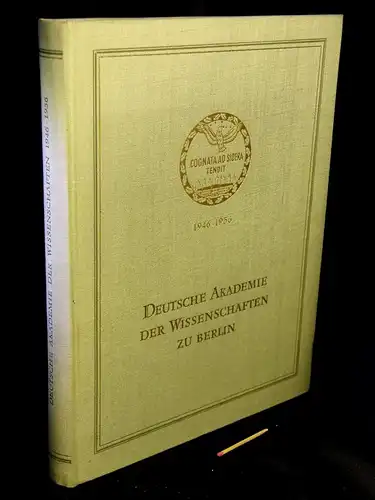 DEUTSCHE AKADEMIE DER WISSENSCHAFTEN 1946-1956
COGNATA AD SIDERA
TENDIT
1946-1956
DEUTSCHE AKADEMIE
DER WISSENSCHAFTEN
ZU BERLIN